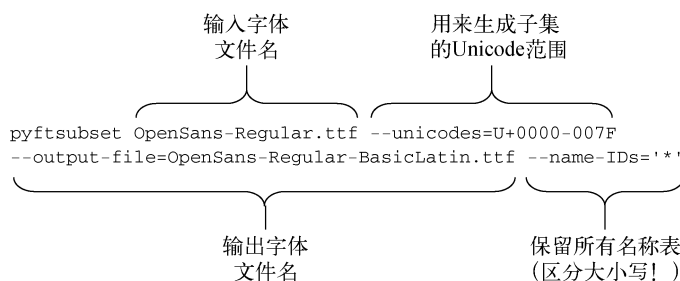 输入字体
文件名
用来生成子集
的Unicode范围
pyftsubset OpenSans-Regular.ttf --unicodes=U+0000-007F
--output-file=OpenSans-Regular-BasicLatin.ttf --name-IDs='*'
输出字体
文件名
保留所有名称表
(区分大小写！)